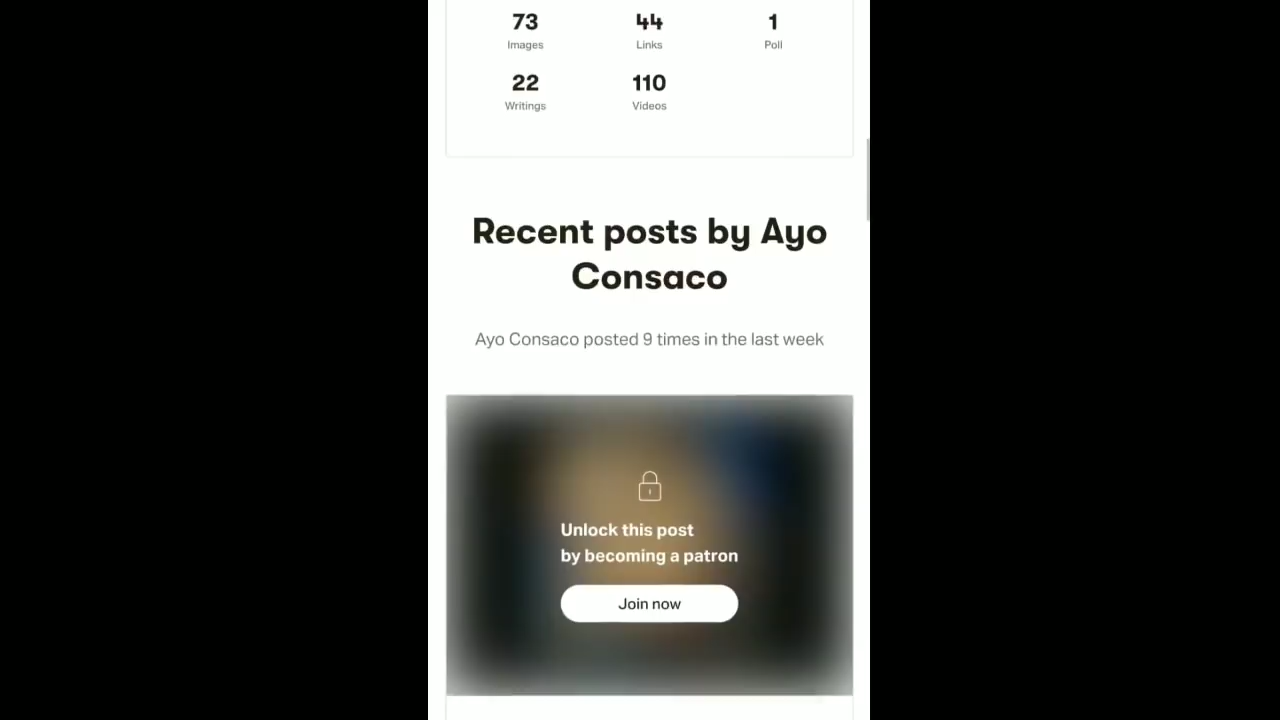 73 44 1
Images Links Poll
22 110
Writings Videos
Recent posts by Ayo
Consaco
Ayo Consaco posted 9 times in the last week
Unlock this post
by becoming a patron
Join now